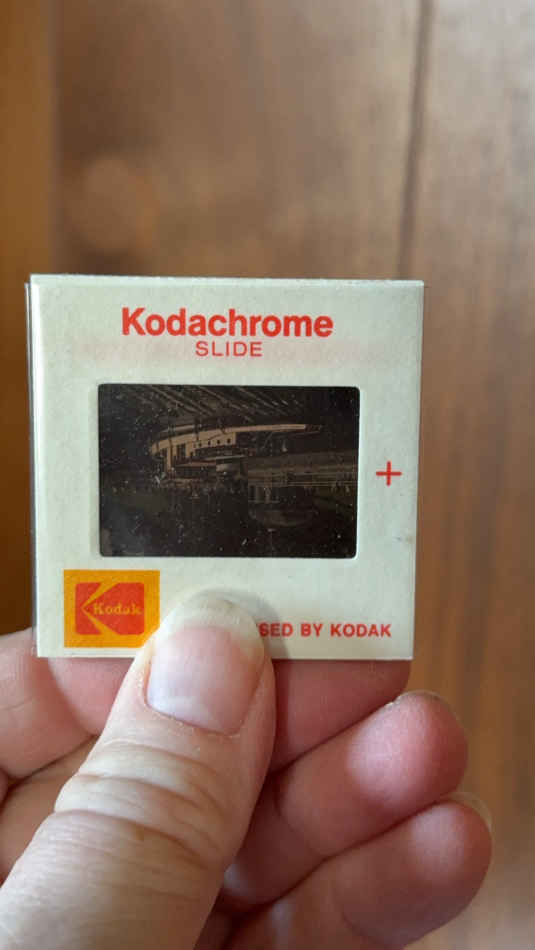 Kodachrome
SLIDE
+
Kodak
SED BY KODAK